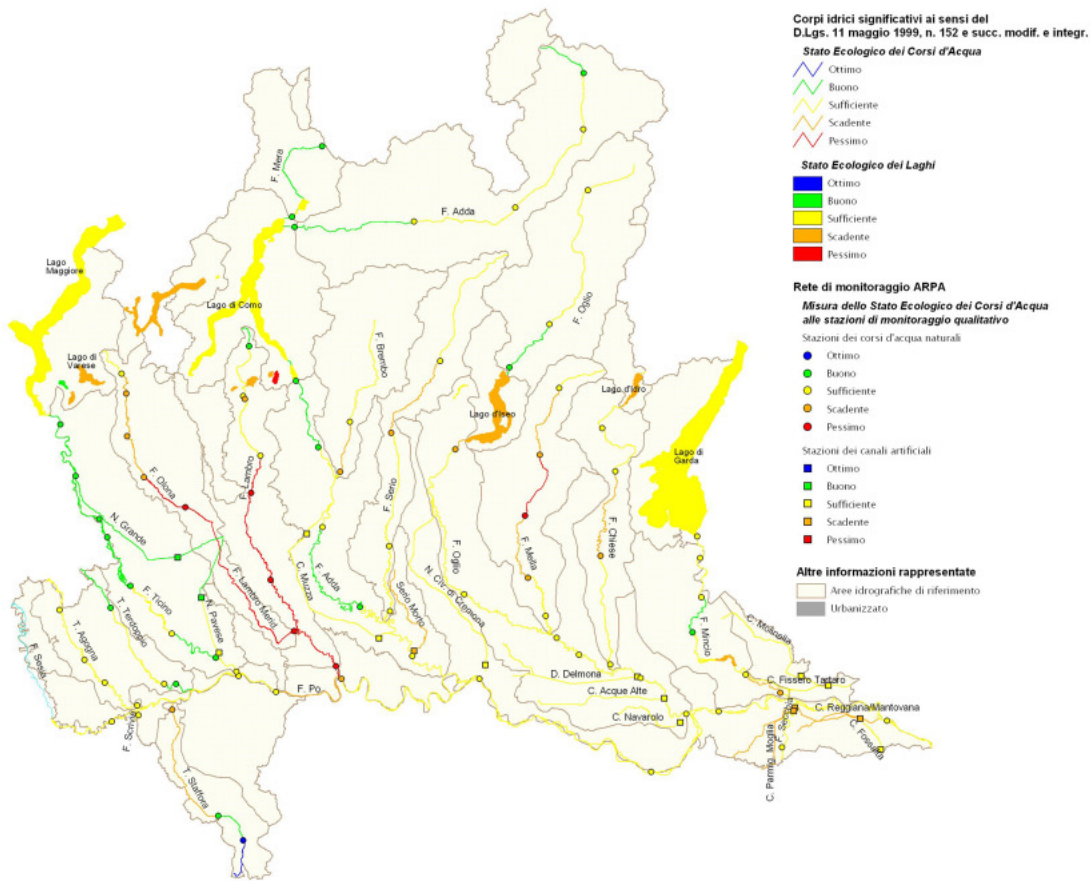 Corpi idrici significativi ai sensi del
D.Lgs. 11 maggio 1999, n. 152 e succ. modif. e integr.
Stato Ecologico dei Corsi d'Acqua
Ottimo
Buono
Sufficiente
Scadente
Pessimo
Stato Ecologico dei Laghi
Ottimo
Buono
Sufficiente
Scadente
Pessimo
Rete di monitoraggio ARPA
Misura dello Stato Ecologico dei Corsi d'Acqua
alle stazioni di monitoraggio qualitativo
Stazioni dei corsi d'acqua naturali
Ottimo
Buono
Sufficiente
Scadente
Pessimo
Stazioni dei canali artificiali
Ottimo
Buono
Sufficiente
Scadente
Pessimo
Altre informazioni rappresentate
Aree idrografiche di riferimento
Urbanizzato
F. Mera
F. Adda
Lago
Maggiore
Lago di Como
F. Oglio
F. Brembo
Lago di
Varese
Lago d'Iseo
Lago d'Idro
Lago di
Garda
F. Olona
F. Lambro
F. Serio
F. Chiese
N. Grande
F. Oglio
F. Mella
C. Muzza
F. Adda
N. Civ. di Cremona
Serio Morto
F. Lambro Merid.
F. Ticino
N. Pavese
T. Terdoppio
T. Agogna
F. Sesia
F. Mincio
C. Molinella
D. Delmona
C. Fissero Tartaro
C. Acque Alte
F. Po
C. Navarolo
C. Reggiana/Mantovana
F. Secchia
C. Fossalta
C. Parmig. Moglia
F. Scrivia
T. Staffora